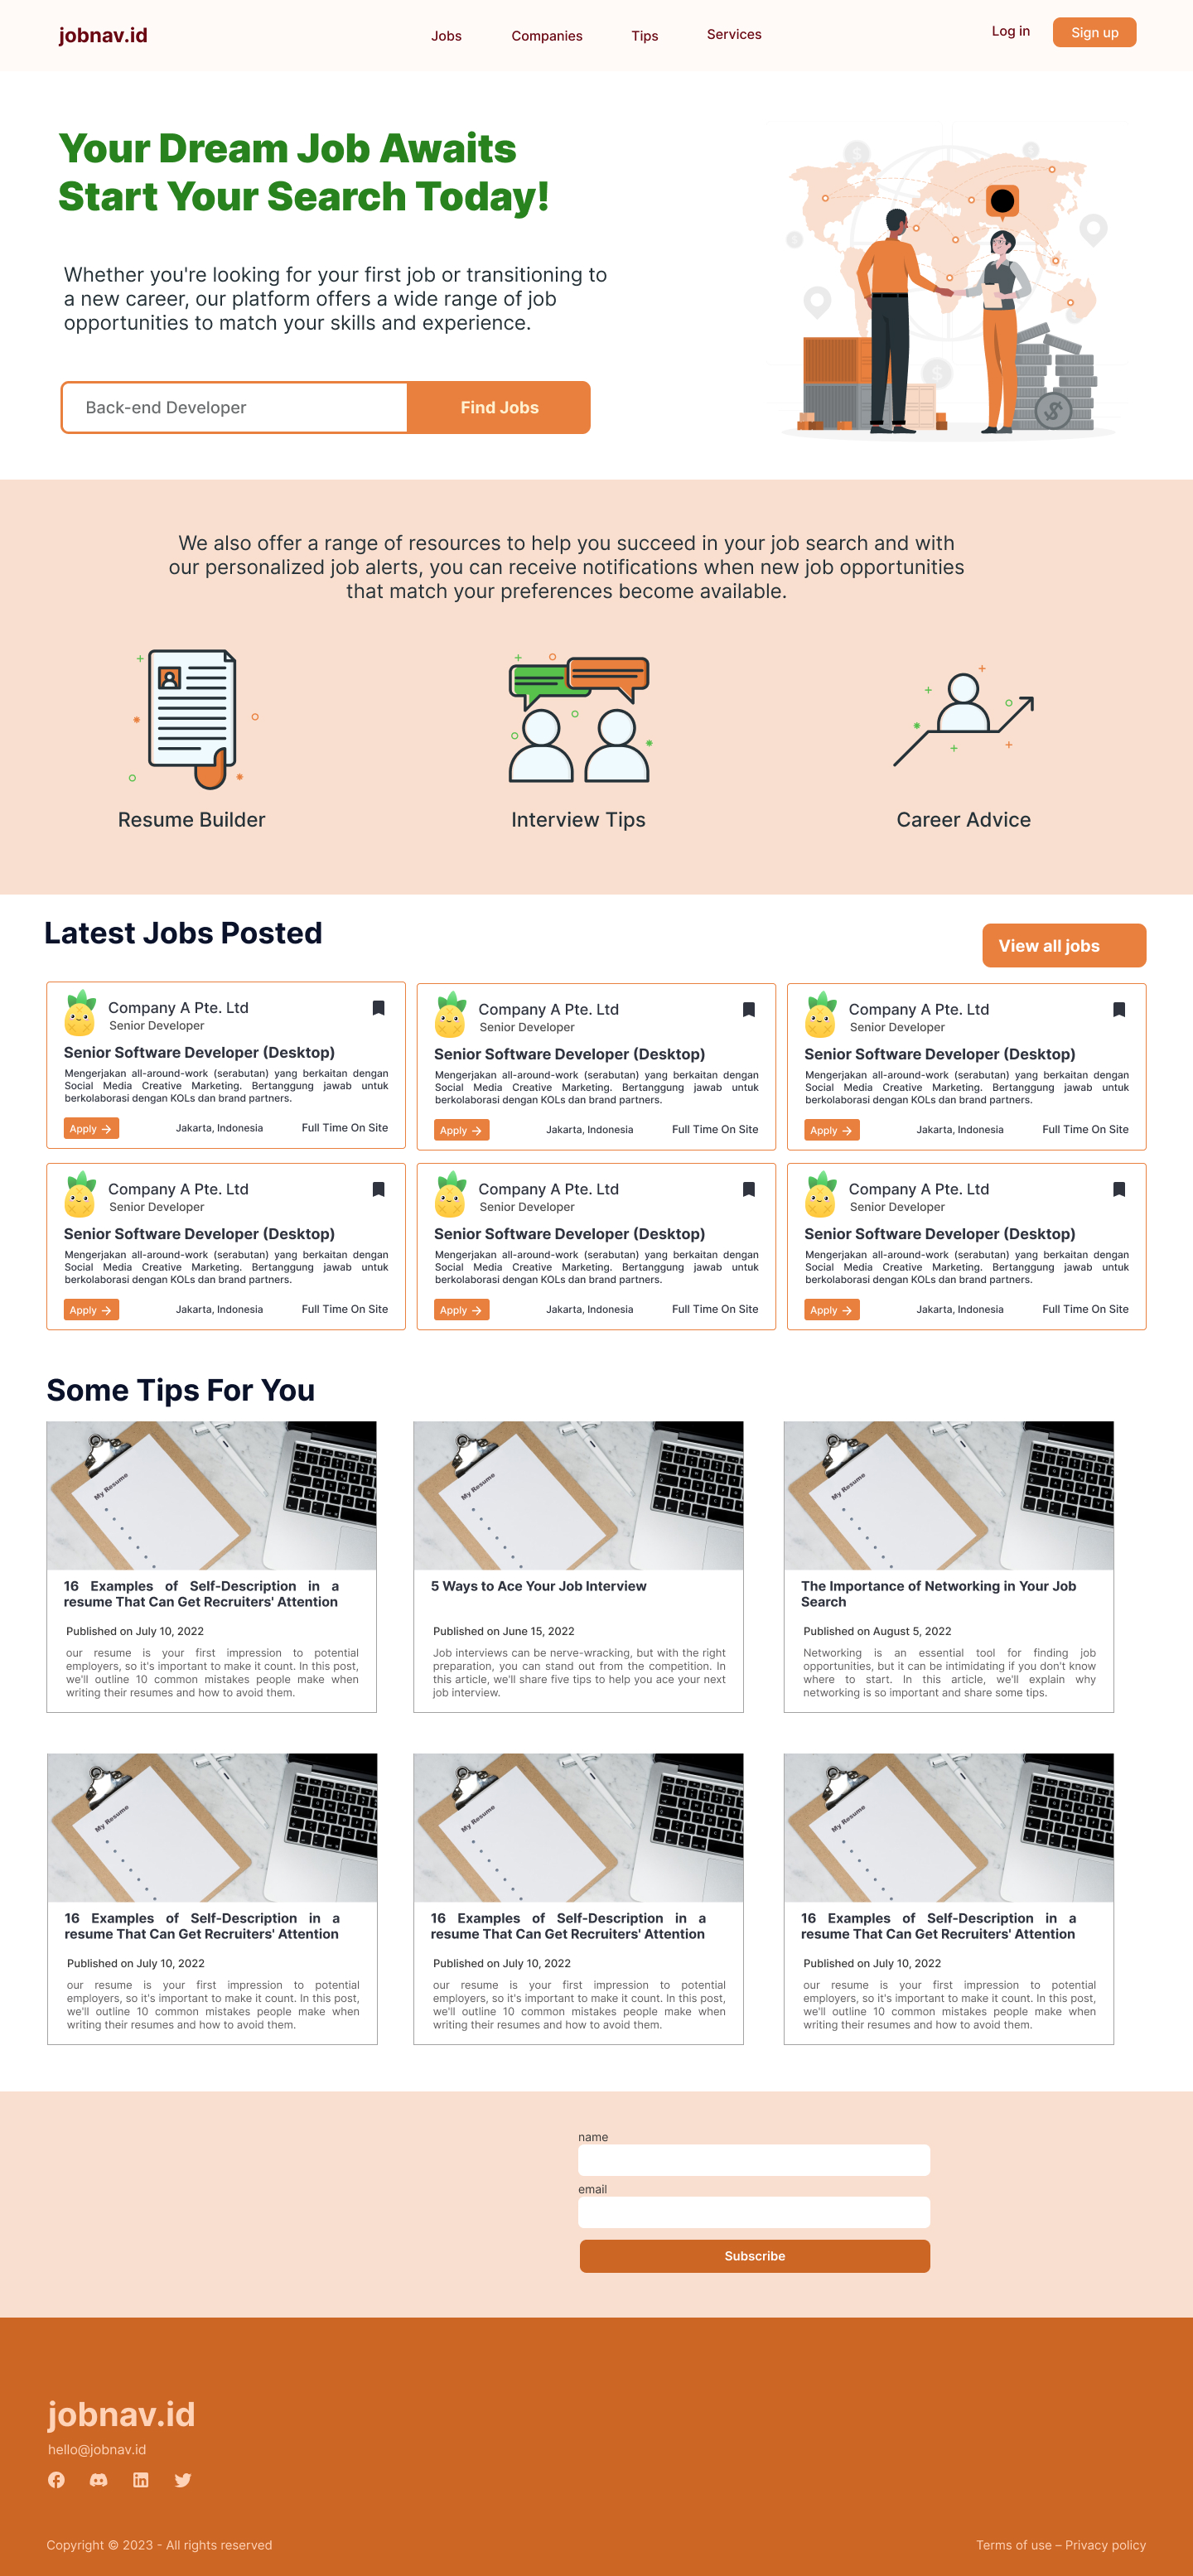 jobnav.id
Jobs
Companies
Tips
Services
Log in
Sign up
Your Dream Job Awaits
Start Your Search Today!
Whether you're looking for your first job or transitioning to
a new career, our platform offers a wide range of job
opportunities to match your skills and experience.
Back-end Developer
Find Jobs
We also offer a range of resources to help you succeed in your job search and with
our personalized job alerts, you can receive notifications when new job opportunities
that match your preferences become available.
Resume Builder
Interview Tips
Career Advice
Latest Jobs Posted
View all jobs
Company A Pte. Ltd
Senior Developer
Senior Software Developer (Desktop)
Mengerjakan all-around-work (serabutan) yang berkaitan dengan
Social Media Creative Marketing. Bertanggung jawab untuk
berkolaborasi dengan KOLs dan brand partners.
Apply
Jakarta, Indonesia
Full Time On Site
Company A Pte. Ltd
Senior Developer
Senior Software Developer (Desktop)
Mengerjakan all-around-work (serabutan) yang berkaitan dengan
Social Media Creative Marketing. Bertanggung jawab untuk
berkolaborasi dengan KOLs dan brand partners.
Apply
Jakarta, Indonesia
Full Time On Site
Company A Pte. Ltd
Senior Developer
Senior Software Developer (Desktop)
Mengerjakan all-around-work (serabutan) yang berkaitan dengan
Social Media Creative Marketing. Bertanggung jawab untuk
berkolaborasi dengan KOLs dan brand partners.
Apply
Jakarta, Indonesia
Full Time On Site
Company A Pte. Ltd
Senior Developer
Senior Software Developer (Desktop)
Mengerjakan all-around-work (serabutan) yang berkaitan dengan
Social Media Creative Marketing. Bertanggung jawab untuk
berkolaborasi dengan KOLs dan brand partners.
Apply
Jakarta, Indonesia
Full Time On Site
Company A Pte. Ltd
Senior Developer
Senior Software Developer (Desktop)
Mengerjakan all-around-work (serabutan) yang berkaitan dengan
Social Media Creative Marketing. Bertanggung jawab untuk
berkolaborasi dengan KOLs dan brand partners.
Apply
Jakarta, Indonesia
Full Time On Site
Company A Pte. Ltd
Senior Developer
Senior Software Developer (Desktop)
Mengerjakan all-around-work (serabutan) yang berkaitan dengan
Social Media Creative Marketing. Bertanggung jawab untuk
berkolaborasi dengan KOLs dan brand partners.
Apply
Jakarta, Indonesia
Full Time On Site
Some Tips For You
My Resume
16 Examples of Self-Description in a
resume That Can Get Recruiters' Attention
Published on July 10, 2022
our resume is your first impression to potential
employers, so it's important to make it count. In this post,
we'll outline 10 common mistakes people make when
writing their resumes and how to avoid them.
My Resume
5 Ways to Ace Your Job Interview
Published on June 15, 2022
Job interviews can be nerve-wracking, but with the right
preparation, you can stand out from the competition. In
this article, we'll share five tips to help you ace your next
job interview.
My Resume
The Importance of Networking in Your Job
Search
Published on August 5, 2022
Networking is an essential tool for finding job
opportunities, but it can be intimidating if you don't know
where to start. In this article, we'll explain why
networking is so important and share some tips.
My Resume
16 Examples of Self-Description in a
resume That Can Get Recruiters' Attention
Published on July 10, 2022
our resume is your first impression to potential
employers, so it's important to make it count. In this post,
we'll outline 10 common mistakes people make when
writing their resumes and how to avoid them.
My Resume
16 Examples of Self-Description in a
resume That Can Get Recruiters' Attention
Published on July 10, 2022
our resume is your first impression to potential
employers, so it's important to make it count. In this post,
we'll outline 10 common mistakes people make when
writing their resumes and how to avoid them.
My Resume
16 Examples of Self-Description in a
resume That Can Get Recruiters' Attention
Published on July 10, 2022
our resume is your first impression to potential
employers, so it's important to make it count. In this post,
we'll outline 10 common mistakes people make when
writing their resumes and how to avoid them.
name
email
Subscribe
jobnav.id
hello@jobnav.id
Copyright © 2023 - All rights reserved
Terms of use – Privacy policy